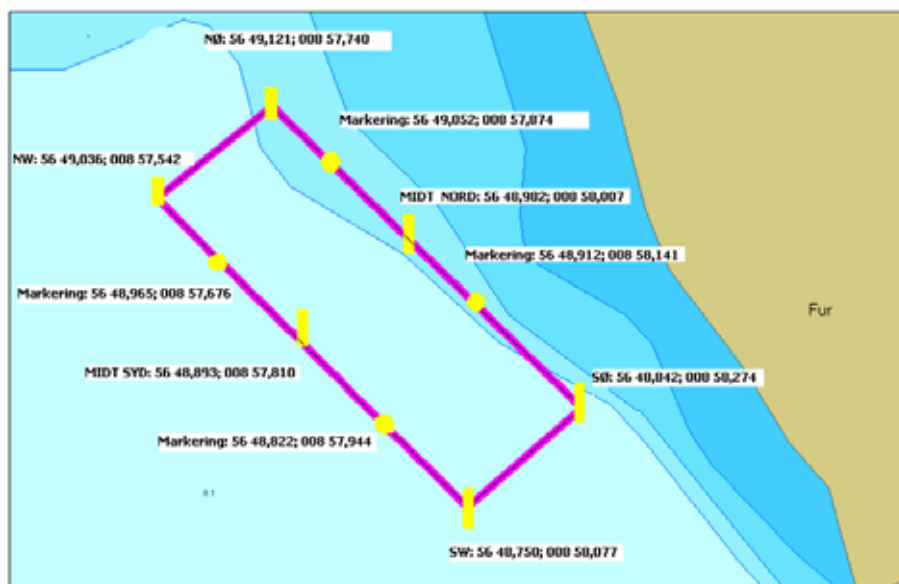 NØ: 56 49,121; 008 57,740
Markering: 56 49,052; 008 57,874
NW: 56 49,036; 008 57,542
MIDT NORD: 56 48,982; 008 58,007
Markering: 56 48,912; 008 58,141
Markering: 56 48,965; 008 57,676
Fur
MIDT SYD: 56 48,893; 008 57,810
SØ: 56 48,842; 008 58,274
Markering: 56 48,822; 008 57,944
SW: 56 48,750; 008 58,077